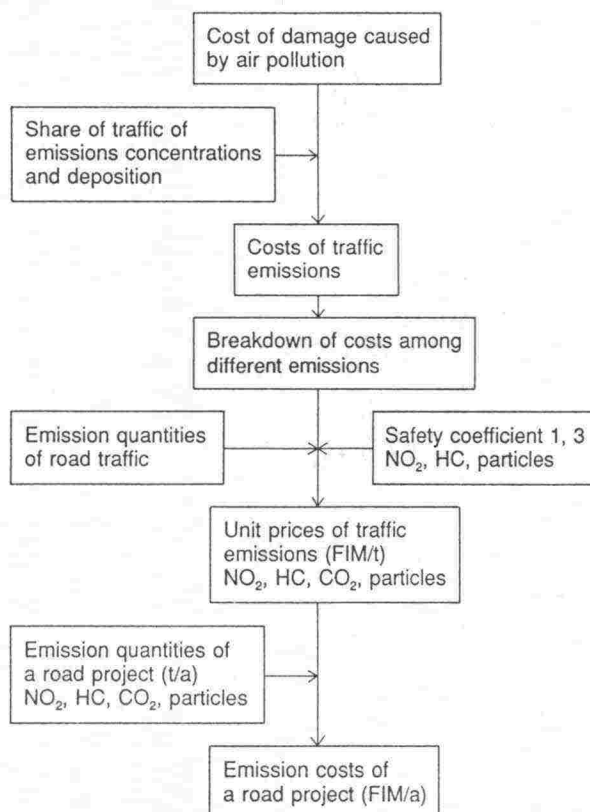 Cost of damage caused
by air pollution
Share of traffic of
emissions concentrations
and deposition
Costs of traffic
emissions
Breakdown of costs among
different emissions
Emission quantities
of road traffic
Safety coefficient 1, 3
NO₂, HC, particles
Unit prices of traffic
emissions (FIM/t)
NO₂, HC, CO₂, particles
Emission quantities of
a road project (t/a)
NO₂, HC, CO₂, particles
Emission costs of
a road project (FIM/a)